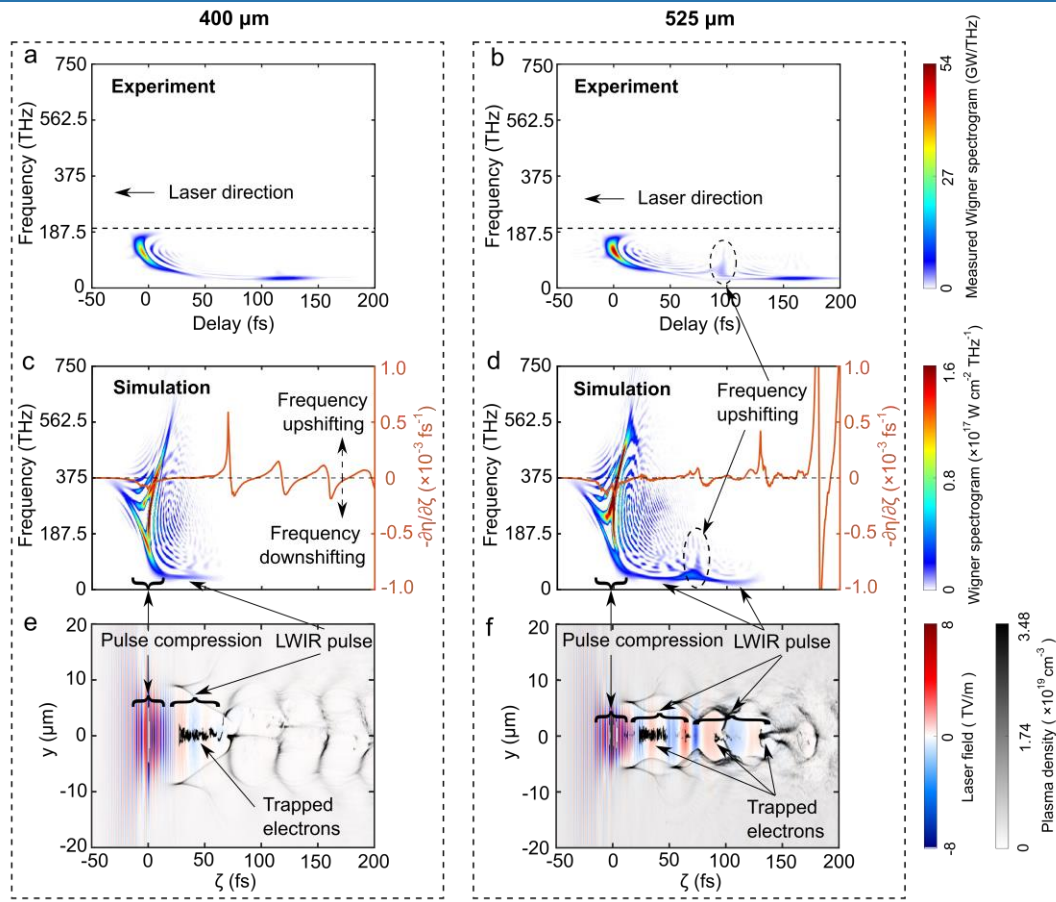 400 µm
525 µm
a
750
562.5
375
187.5
0
Frequency (THz)
Experiment
Laser direction
-50 0 50 100 150 200
Delay (fs)
b
750
562.5
375
187.5
0
Frequency (THz)
Experiment
Laser direction
-50 0 50 100 150 200
Delay (fs)
54
27
0
Measured Wigner spectrogram (GW/THz)
c
750
562.5
375
187.5
0
Frequency (THz)
Simulation
Frequency
upshifting
Frequency
downshifting
1.0
0.5
0
-0.5
-1.0
-∂η/∂ζ (×10⁻³ fs⁻¹)
d
750
562.5
375
187.5
0
Frequency (THz)
Simulation
Frequency
upshifting
1.0
0.5
0
-0.5
-1.0
-∂η/∂ζ (×10⁻³ fs⁻¹)
1.6
0.8
0
Wigner spectrogram (×10¹⁷ W cm⁻² THz⁻¹)
e
20
10
0
-10
-20
y (µm)
Pulse compression
LWIR pulse
Trapped
electrons
-50 0 50 100 150 200
ζ (fs)
f
20
10
0
-10
-20
y (µm)
Pulse compression
LWIR pulse
Trapped
electrons
-50 0 50 100 150 200
ζ (fs)
8
0
-8
Laser field (TV/m)
3.48
1.74
0
Plasma density (×10¹⁹cm⁻³)